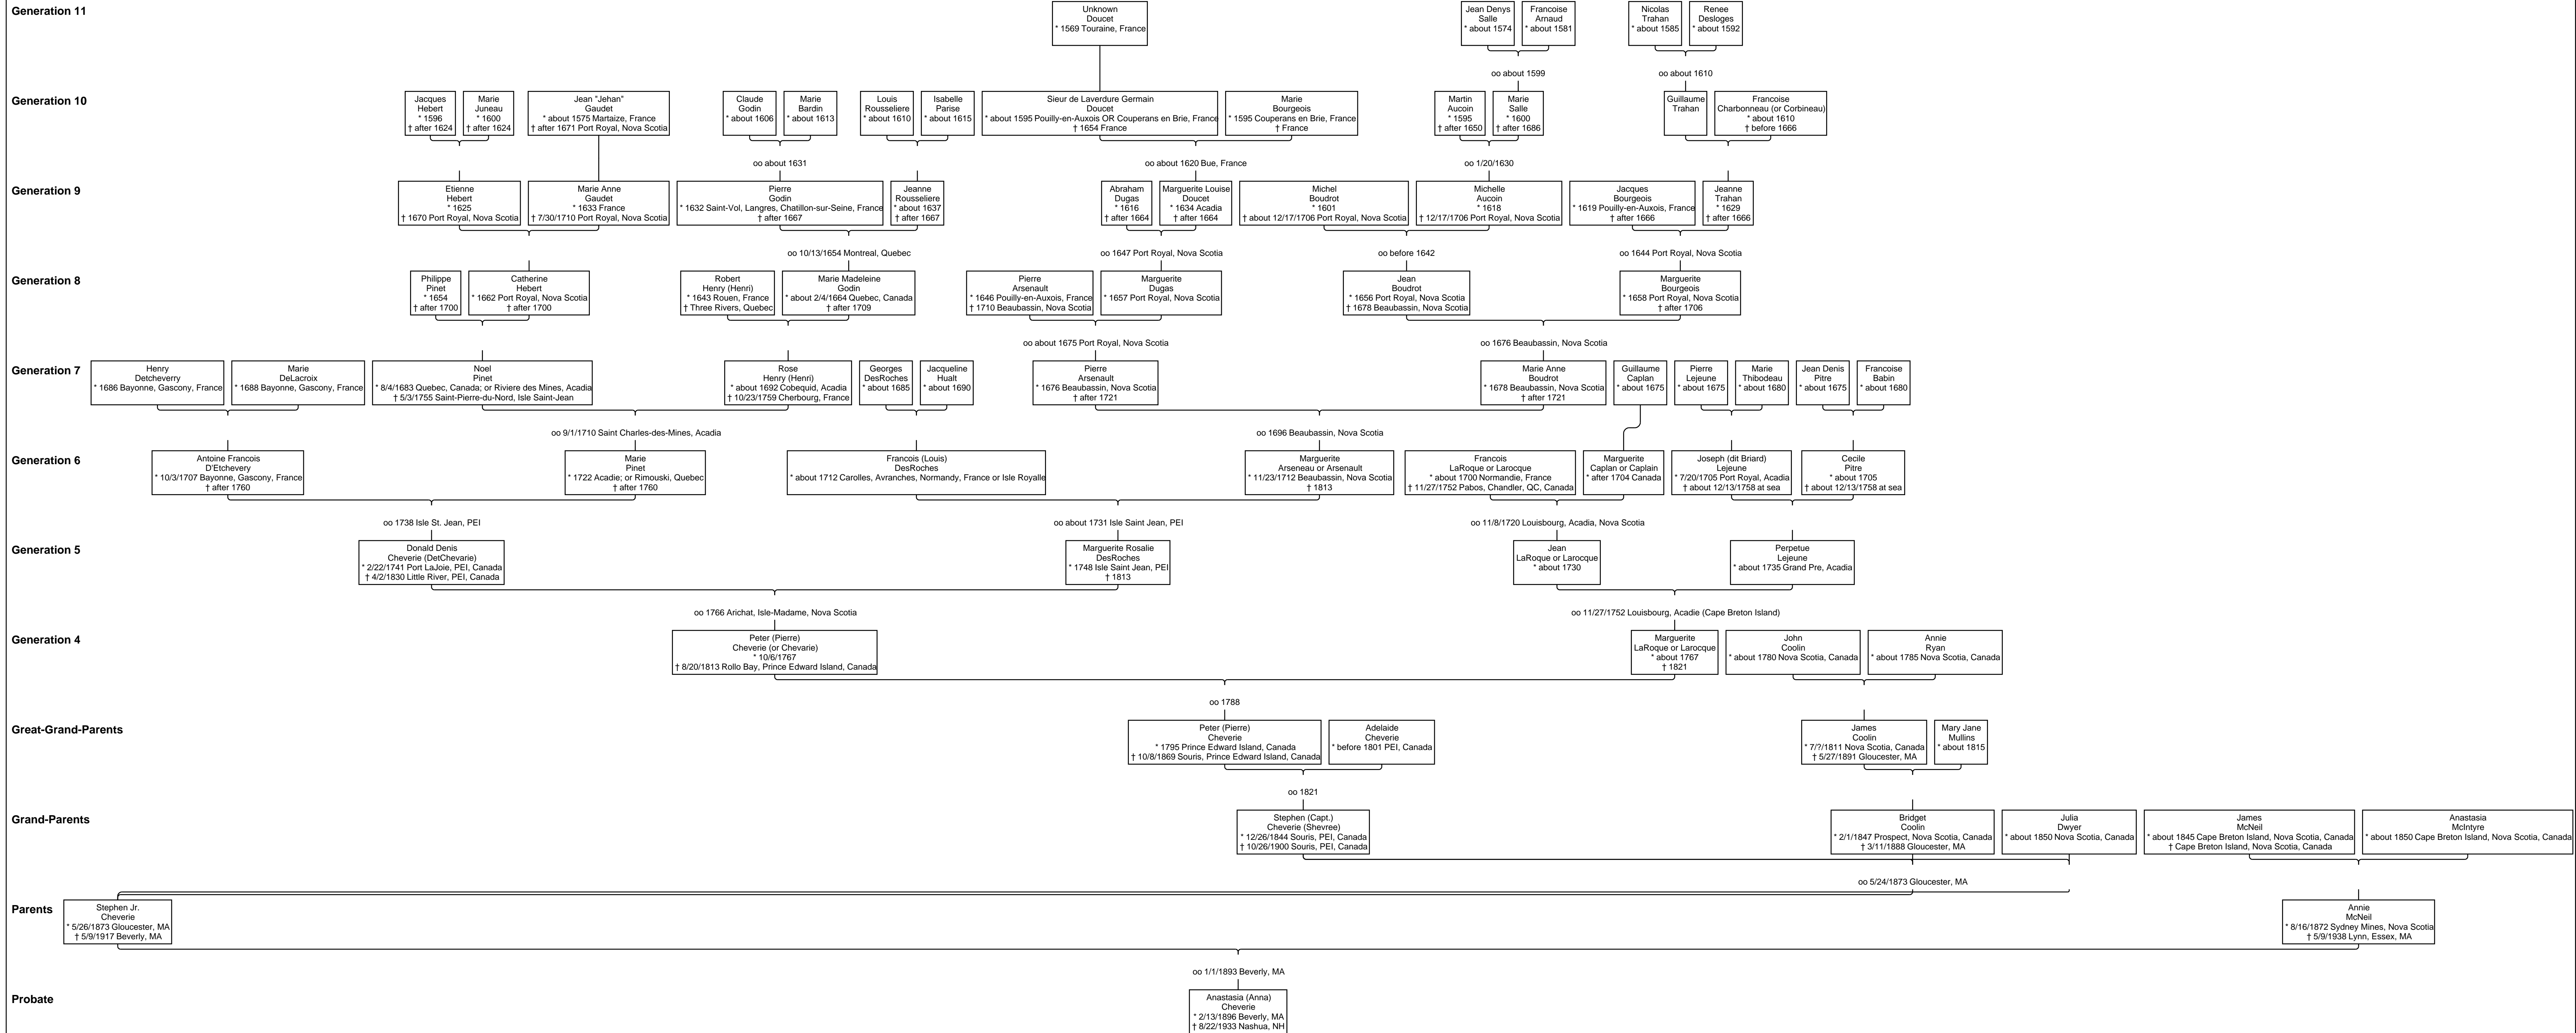 Generation 11
Unknown
Doucet
* 1569 Touraine, France
Jean Denys
Salle
* about 1574
Francoise
Arnaud
* about 1581
Nicolas
Trahan
* about 1585
Renee
Desloges
* about 1592
oo about 1599
oo about 1610
Generation 10
Jacques
Hebert
* 1596
† after 1624
Marie
Juneau
* 1600
† after 1624
Jean "Jehan"
Gaudet
* about 1575 Martaize, France
† after 1671 Port Royal, Nova Scotia
Claude
Godin
* about 1606
Marie
Bardin
* about 1613
Louis
Rousseliere
* about 1610
Isabelle
Parise
* about 1615
Sieur de Laverdure Germain
Doucet
* about 1595 Pouilly-en-Auxois OR Couperans en Brie, France
† 1654 France
Marie
Bourgeois
* 1595 Couperans en Brie, France
† France
Martin
Aucoin
* 1595
† after 1650
Marie
Salle
* 1600
† after 1686
Guillaume
Trahan
Francoise
Charbonneau (or Corbineau)
* about 1610
† before 1666
oo about 1631
oo about 1620 Bue, France
oo 1/20/1630
Generation 9
Etienne
Hebert
* 1625
† 1670 Port Royal, Nova Scotia
Marie Anne
Gaudet
* 1633 France
† 7/30/1710 Port Royal, Nova Scotia
Pierre
Godin
* 1632 Saint-Vol, Langres, Chatillon-sur-Seine, France
† after 1667
Jeanne
Rousseliere
* about 1637
† after 1667
Abraham
Dugas
* 1616
† after 1664
Marguerite Louise
Doucet
* 1634 Acadia
† after 1664
Michel
Boudrot
* 1601
† about 12/17/1706 Port Royal, Nova Scotia
Michelle
Aucoin
* 1618
† 12/17/1706 Port Royal, Nova Scotia
Jacques
Bourgeois
* 1619 Pouilly-en-Auxois, France
† after 1666
Jeanne
Trahan
* 1629
† after 1666
oo 10/13/1654 Montreal, Quebec
oo 1647 Port Royal, Nova Scotia
oo before 1642
oo 1644 Port Royal, Nova Scotia
Generation 8
Philippe
Pinet
* 1654
† after 1700
Catherine
Hebert
* 1662 Port Royal, Nova Scotia
† after 1700
Robert
Henry (Henri)
* 1643 Rouen, France
† Three Rivers, Quebec
Marie Madeleine
Godin
* about 2/4/1664 Quebec, Canada
† after 1709
Pierre
Arsenault
* 1646 Pouilly-en-Auxois, France
† 1710 Beaubassin, Nova Scotia
Marguerite
Dugas
* 1657 Port Royal, Nova Scotia
Jean
Boudrot
* 1656 Port Royal, Nova Scotia
† 1678 Beaubassin, Nova Scotia
Marguerite
Bourgeois
* 1658 Port Royal, Nova Scotia
† after 1706
oo about 1675 Port Royal, Nova Scotia
oo 1676 Beaubassin, Nova Scotia
Generation 7
Henry
Detcheverry
* 1686 Bayonne, Gascony, France
Marie
DeLacroix
* 1688 Bayonne, Gascony, France
Noel
Pinet
* 8/4/1683 Quebec, Canada; or Riviere des Mines, Acadia
† 5/3/1755 Saint-Pierre-du-Nord, Isle Saint-Jean
Rose
Henry (Henri)
* about 1692 Cobequid, Acadia
† 10/23/1759 Cherbourg, France
Georges
DesRoches
* about 1685
Jacqueline
Hualt
* about 1690
Pierre
Arsenault
* 1676 Beaubassin, Nova Scotia
† after 1721
Marie Anne
Boudrot
* 1678 Beaubassin, Nova Scotia
† after 1721
Guillaume
Caplan
* about 1675
Pierre
Lejeune
* about 1675
Marie
Thibodeau
* about 1680
Jean Denis
Pitre
* about 1675
Francoise
Babin
* about 1680
oo 9/1/1710 Saint Charles-des-Mines, Acadia
oo 1696 Beaubassin, Nova Scotia
Generation 6
Antoine Francois
D'Etchevery
* 10/3/1707 Bayonne, Gascony, France
† after 1760
Marie
Pinet
* 1722 Acadie; or Rimouski, Quebec
† after 1760
Francois (Louis)
DesRoches
* about 1712 Carolles, Avranches, Normandy, France or Isle Royalle
Marguerite
Arseneau or Arsenault
* 11/23/1712 Beaubassin, Nova Scotia
† 1813
Francois
LaRoque or Larocque
* about 1700 Normandie, France
† 11/27/1752 Pabos, Chandler, QC, Canada
Marguerite
Caplan or Caplain
* after 1704 Canada
Joseph (dit Briard)
Lejeune
* 7/20/1705 Port Royal, Acadia
† about 12/13/1758 at sea
Cecile
Pitre
* about 1705
† about 12/13/1758 at sea
oo 1738 Isle St. Jean, PEI
oo about 1731 Isle Saint Jean, PEI
oo 11/8/1720 Louisbourg, Acadia, Nova Scotia
Generation 5
Donald Denis
Cheverie (DetChevarie)
* 2/22/1741 Port LaJoie, PEI, Canada
† 4/2/1830 Little River, PEI, Canada
Marguerite Rosalie
DesRoches
* 1748 Isle Saint Jean, PEI
† 1813
Jean
LaRoque or Larocque
* about 1730
Perpetue
Lejeune
* about 1735 Grand Pre, Acadia
oo 1766 Arichat, Isle-Madame, Nova Scotia
oo 11/27/1752 Louisbourg, Acadie (Cape Breton Island)
Generation 4
Peter (Pierre)
Cheverie (or Chevarie)
* 10/6/1767
† 8/20/1813 Rollo Bay, Prince Edward Island, Canada
Marguerite
LaRoque or Larocque
* about 1767
† 1821
John
Coolin
* about 1780 Nova Scotia, Canada
Annie
Ryan
* about 1785 Nova Scotia, Canada
oo 1788
Great-Grand-Parents
Peter (Pierre)
Cheverie
* 1795 Prince Edward Island, Canada
† 10/8/1869 Souris, Prince Edward Island, Canada
Adelaide
Cheverie
* before 1801 PEI, Canada
James
Coolin
* 7/?/1811 Nova Scotia, Canada
† 5/27/1891 Gloucester, MA
Mary Jane
Mullins
* about 1815
oo 1821
Grand-Parents
Stephen (Capt.)
Cheverie (Shevree)
* 12/26/1844 Souris, PEI, Canada
† 10/26/1900 Souris, PEI, Canada
Bridget
Coolin
* 2/1/1847 Prospect, Nova Scotia, Canada
† 3/11/1888 Gloucester, MA
Julia
Dwyer
* about 1850 Nova Scotia, Canada
James
McNeil
* about 1845 Cape Breton Island, Nova Scotia, Canada
† Cape Breton Island, Nova Scotia, Canada
Anastasia
McIntyre
* about 1850 Cape Breton Island, Nova Scotia, Canada
oo 5/24/1873 Gloucester, MA
Parents
Stephen Jr.
Cheverie
* 5/26/1873 Gloucester, MA
† 5/9/1917 Beverly, MA
Annie
McNeil
* 8/16/1872 Sydney Mines, Nova Scotia
† 5/9/1938 Lynn, Essex, MA
oo 1/1/1893 Beverly, MA
Probate
Anastasia (Anna)
Cheverie
* 2/13/1896 Beverly, MA
† 8/22/1933 Nashua, NH